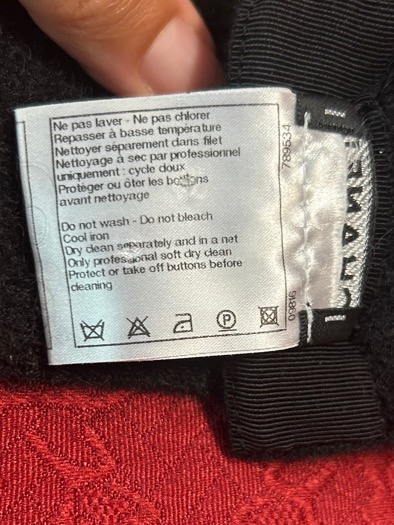 Ne pas laver - Ne pas chlorer
Repasser à basse température
Nettoyer séparement dans filet
Nettoyage à sec par professionnel
uniquement : cycle doux
Protéger ou ôter les boutons
avant nettoyage
Do not wash - Do not bleach
Cool iron
Dry clean separately and in a net
Only professional soft dry clean
Protect or take off buttons before
cleaning
P
789534
09816